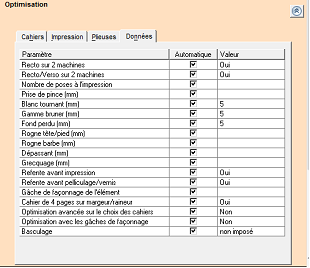 Optimisation
Cahiers Impression Plieuses Données
Paramètre Automatique Valeur
Recto sur 2 machines Oui
Recto/Verso sur 2 machines Oui
Nombre de poses à l'impression
Prise de pince (mm)
Blanc tournant (mm) 5
Gamme bruner (mm) 5
Fond perdu (mm) 5
Rogne tête/pied (mm)
Rogne barbe (mm)
Dépassant (mm)
Grecquage (mm)
Refente avant impression Oui
Refente avant pelliculage/vernis Oui
Gâche de façonnage de l'élément
Cahier de 4 pages sur margeur/raineur Oui
Optimisation avancée sur le choix des cahiers Non
Optimisation avec les gâches de façonnage Non
Basculage non imposé